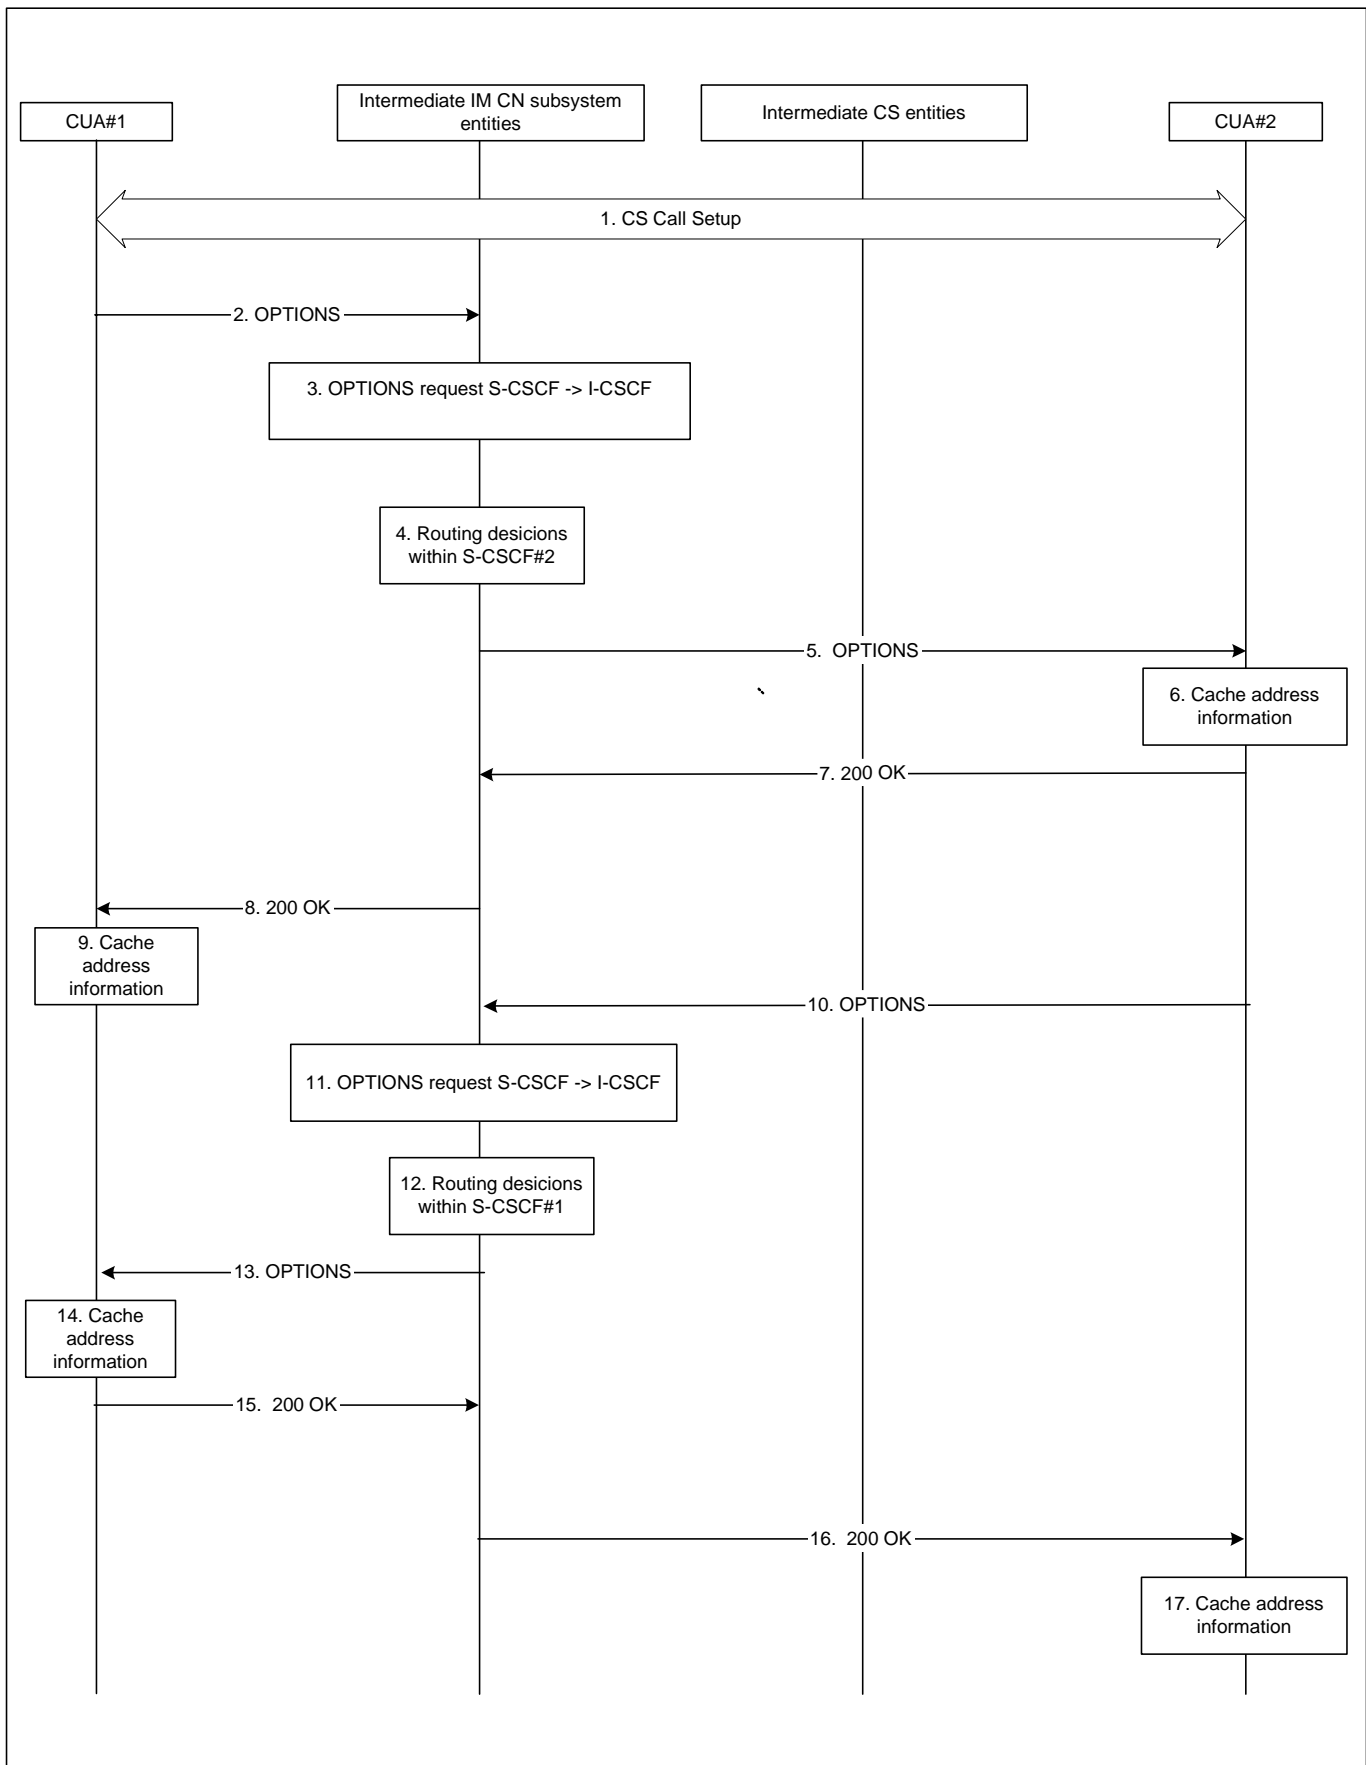 CUA#1
Intermediate IM CN subsystem
entities
Intermediate CS entities
CUA#2
1. CS Call Setup
2. OPTIONS
3. OPTIONS request S-CSCF -> I-CSCF
4. Routing desicions
within S-CSCF#2
5. OPTIONS
6. Cache address
information
7. 200 OK
8. 200 OK
9. Cache
address
information
10. OPTIONS
11. OPTIONS request S-CSCF -> I-CSCF
12. Routing desicions
within S-CSCF#1
13. OPTIONS
14. Cache
address
information
15. 200 OK
16. 200 OK
17. Cache address
information